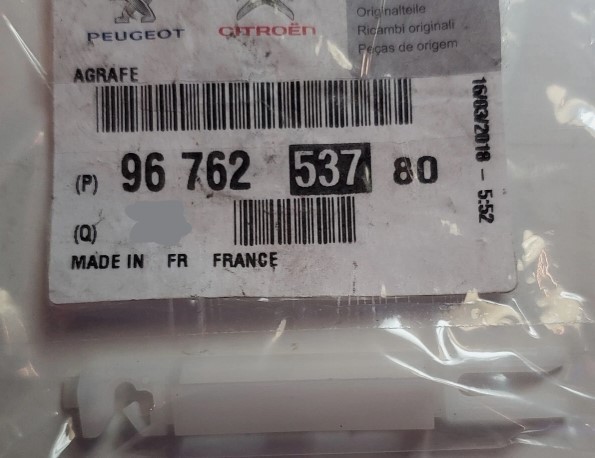 PEUGEOT
CITROËN
Originalteile
Ricambi originali
Peças de origem
AGRAFE
(P) 96 762 537 80
(Q)
MADE IN FR FRANCE
16/03/2018 - 5:52